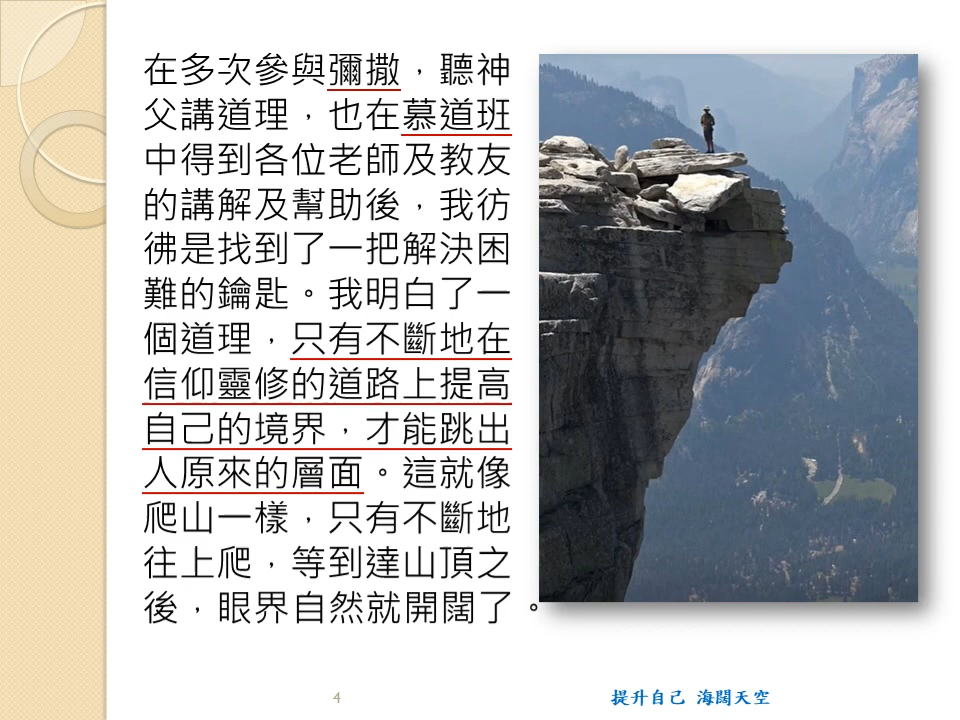 在多次參與彌撒，聽神
父講道理，也在慕道班
中得到各位老師及教友
的講解及幫助後，我彷
彿是找到了一把解決困
難的鑰匙。我明白了一
個道理，只有不斷地在
信仰靈修的道路上提高
自己的境界，才能跳出
人原來的層面。這就像
爬山一樣，只有不斷地
往上爬，等到達山頂之
後，眼界自然就開闊了。
4
提升自己 海闊天空